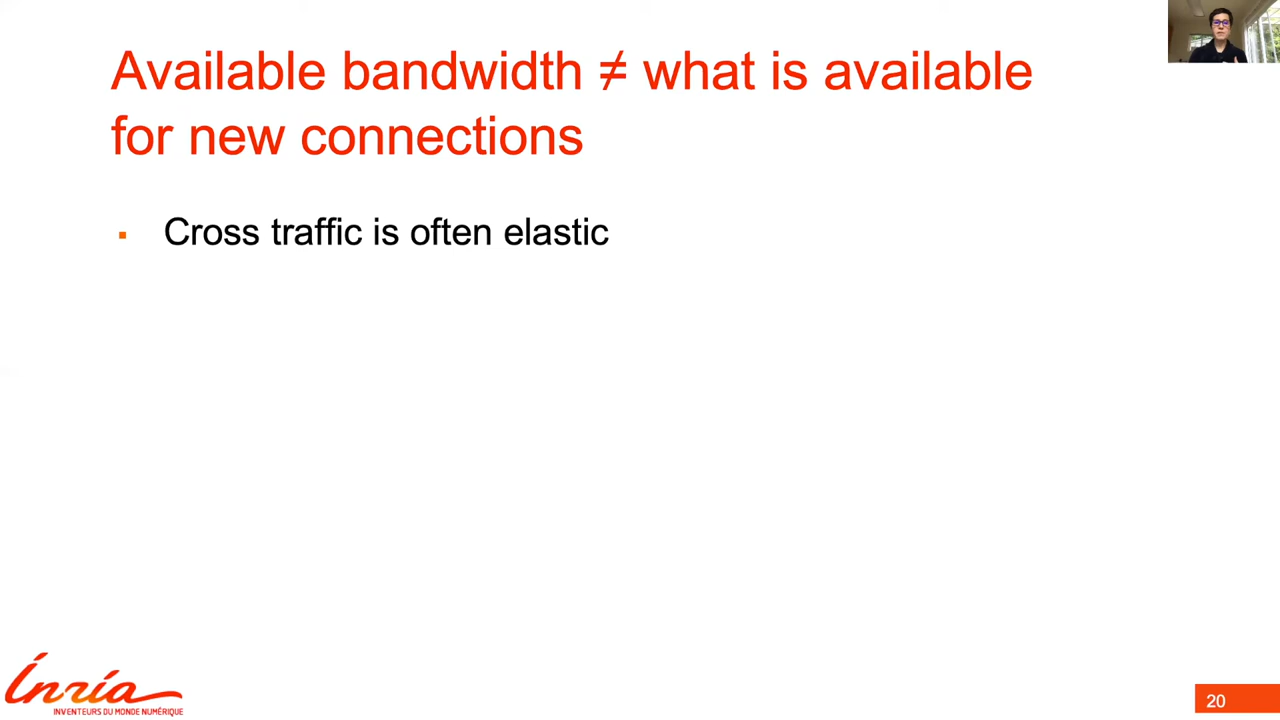 Available bandwidth ≠ what is available
for new connections
▪ Cross traffic is often elastic
Inria
INVENTEURS DU MONDE NUMÉRIQUE
20